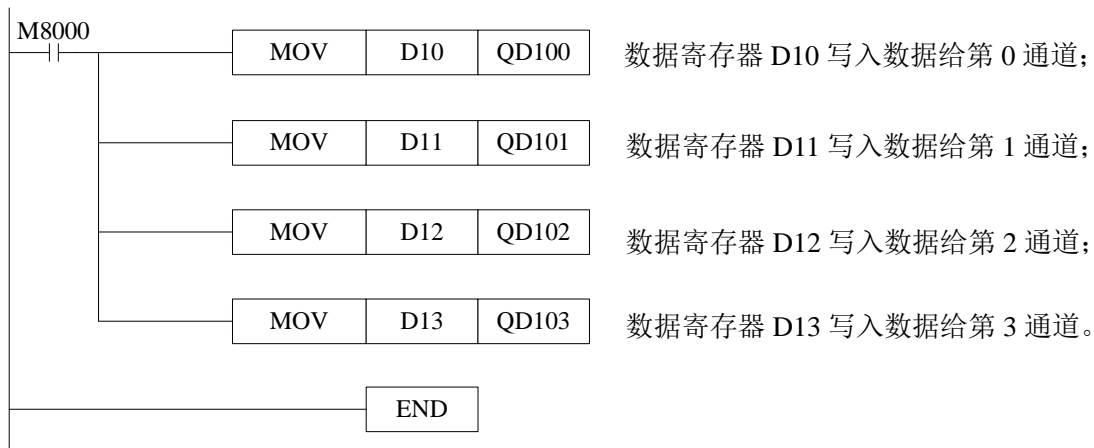 M8000
MOV D10 QD100 数据寄存器 D10 写入数据给第 0 通道;
MOV D11 QD101 数据寄存器 D11 写入数据给第 1 通道;
MOV D12 QD102 数据寄存器 D12 写入数据给第 2 通道;
MOV D13 QD103 数据寄存器 D13 写入数据给第 3 通道。
END